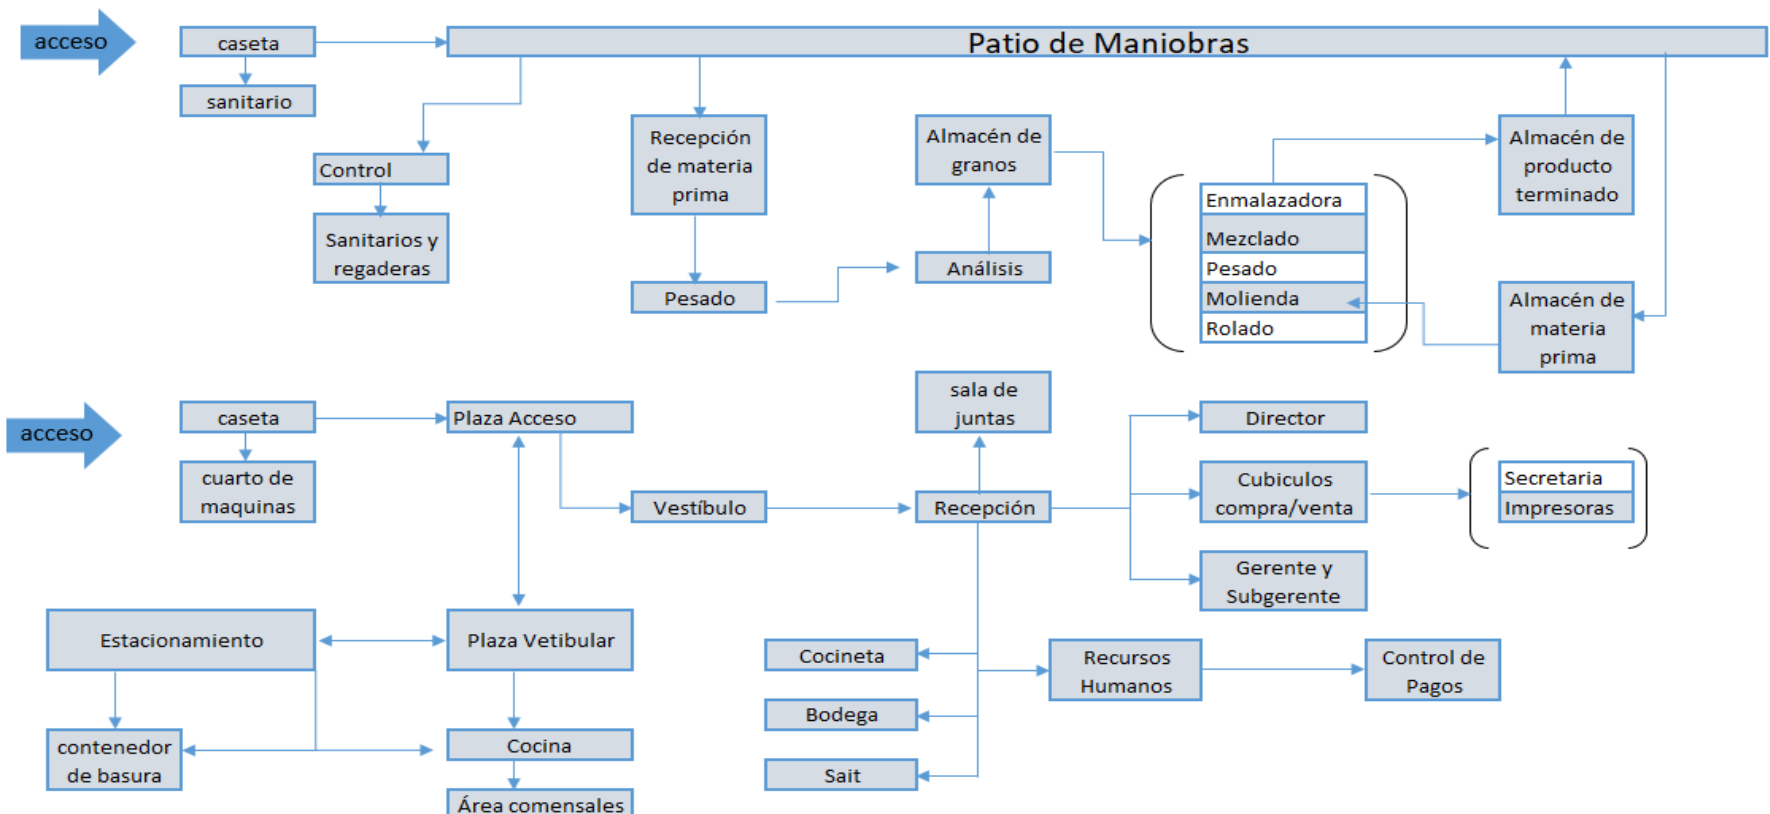 acceso
caseta
Patio de Maniobras
sanitario
Control
Sanitarios y
regaderas
Recepción
de materia
prima
Pesado
Almacén de
granos
Análisis
Enmalazadora
Mezclado
Pesado
Molienda
Rolado
Almacén de
producto
terminado
Almacén de
materia
prima
acceso
caseta
Plaza Acceso
cuarto de
maquinas
Vestíbulo
sala de
juntas
Recepción
Director
Cubiculos
compra/venta
Gerente y
Subgerente
Secretaria
Impresoras
Estacionamiento
Plaza Vetibular
contenedor
de basura
Cocina
Área comensales
Cocineta
Bodega
Sait
Recursos
Humanos
Control de
Pagos